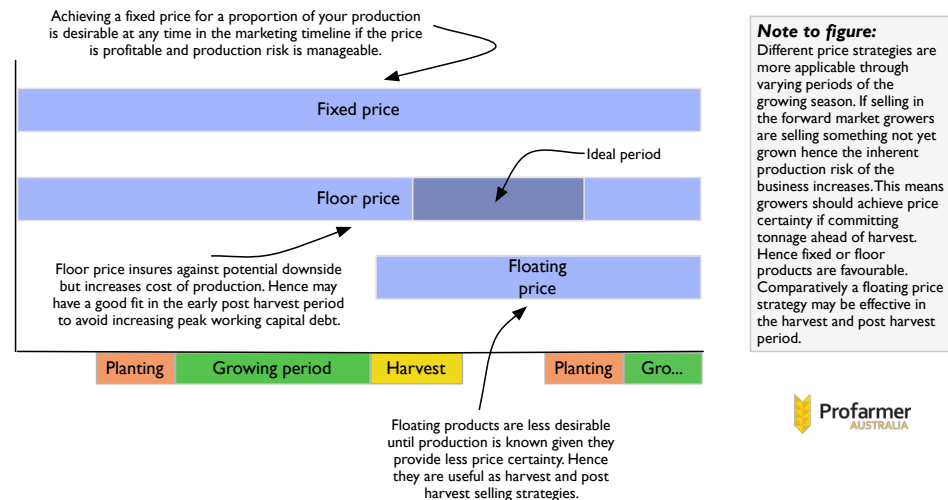 Achieving a fixed price for a proportion of your production
is desirable at any time in the marketing timeline if the price
is profitable and production risk is manageable.
Fixed price
Ideal period
Floor price
Floor price insures against potential downside
but increases cost of production. Hence may
have a good fit in the early post harvest period
to avoid increasing peak working capital debt.
Floating
price
Planting
Growing period
Harvest
Planting
Gro...
Floating products are less desirable
until production is known given they
provide less price certainty. Hence
they are useful as harvest and post
harvest selling strategies.
Note to figure:
Different price strategies are
more applicable through
varying periods of the
growing season. If selling in
the forward market growers
are selling something not yet
grown hence the inherent
production risk of the
business increases. This means
growers should achieve price
certainty if committing
tonnage ahead of harvest.
Hence fixed or floor
products are favourable.
Comparatively a floating price
strategy may be effective in
the harvest and post harvest
period.
Profarmer
AUSTRALIA